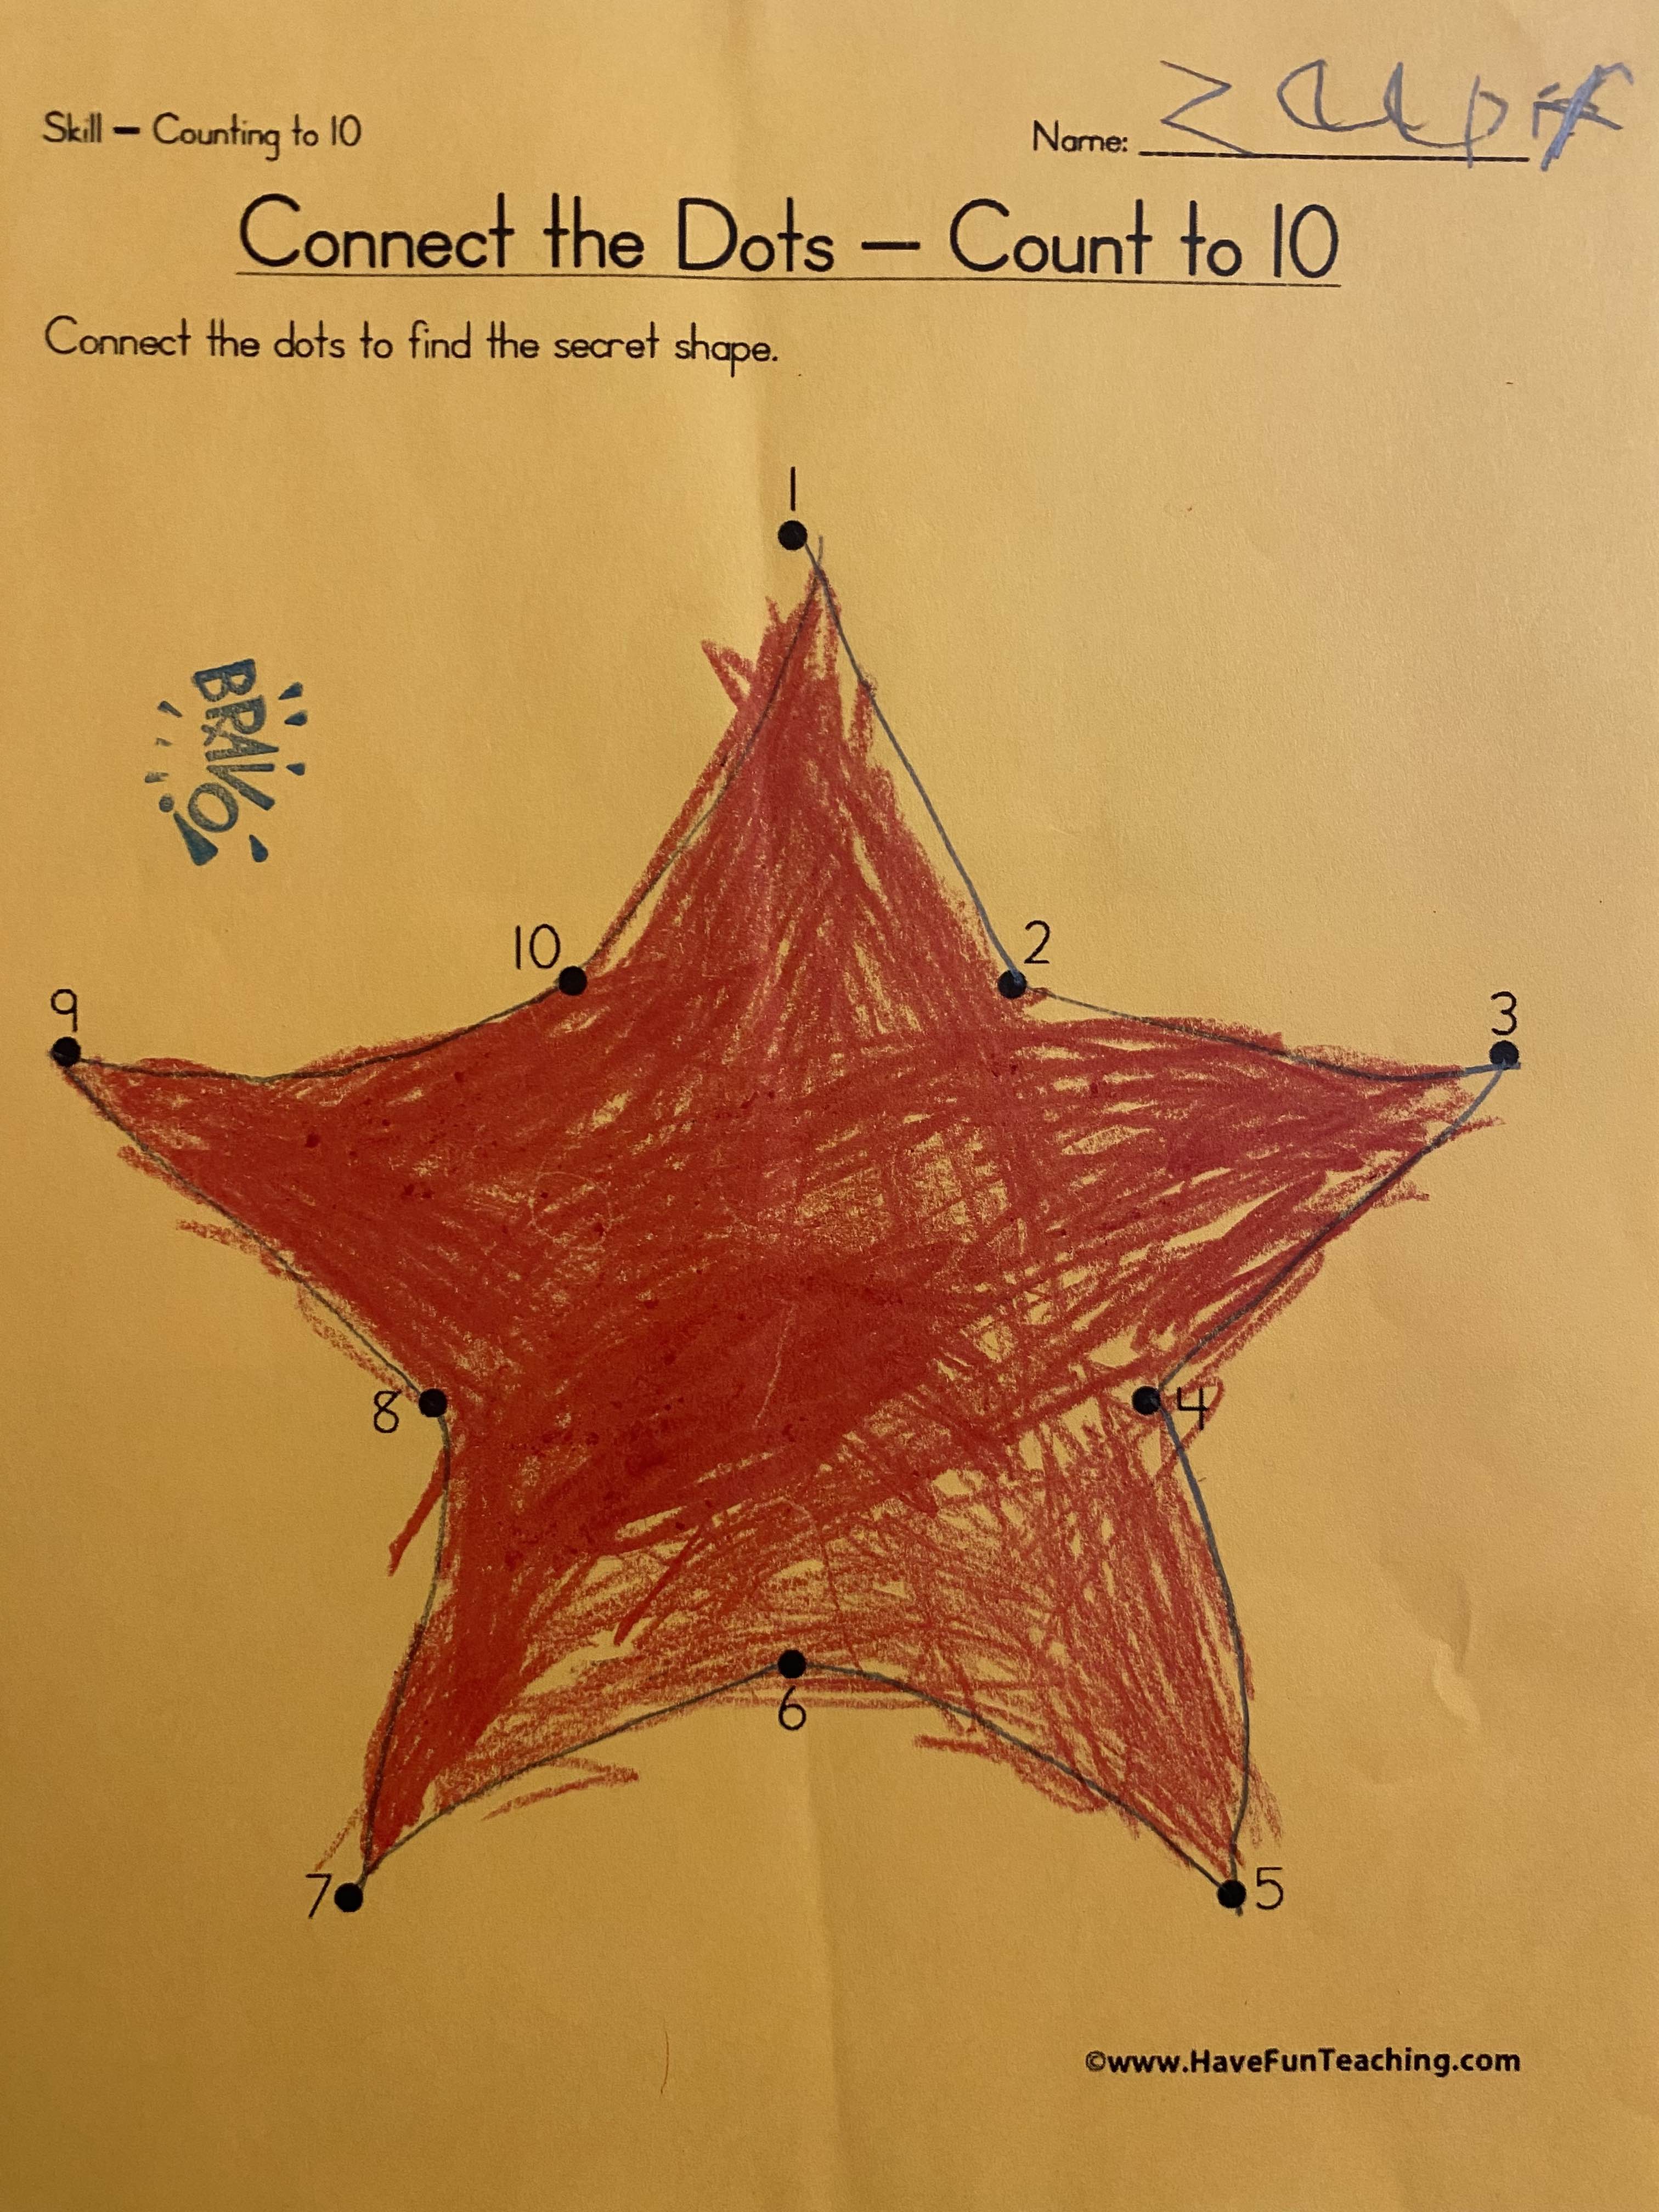 Skill – Counting to 10
Name:
Connect the Dots – Count to 10
Connect the dots to find the secret shape.
1
BRAVO!
10
2
9
3
8
4
6
7
5
©www.HaveFunTeaching.com